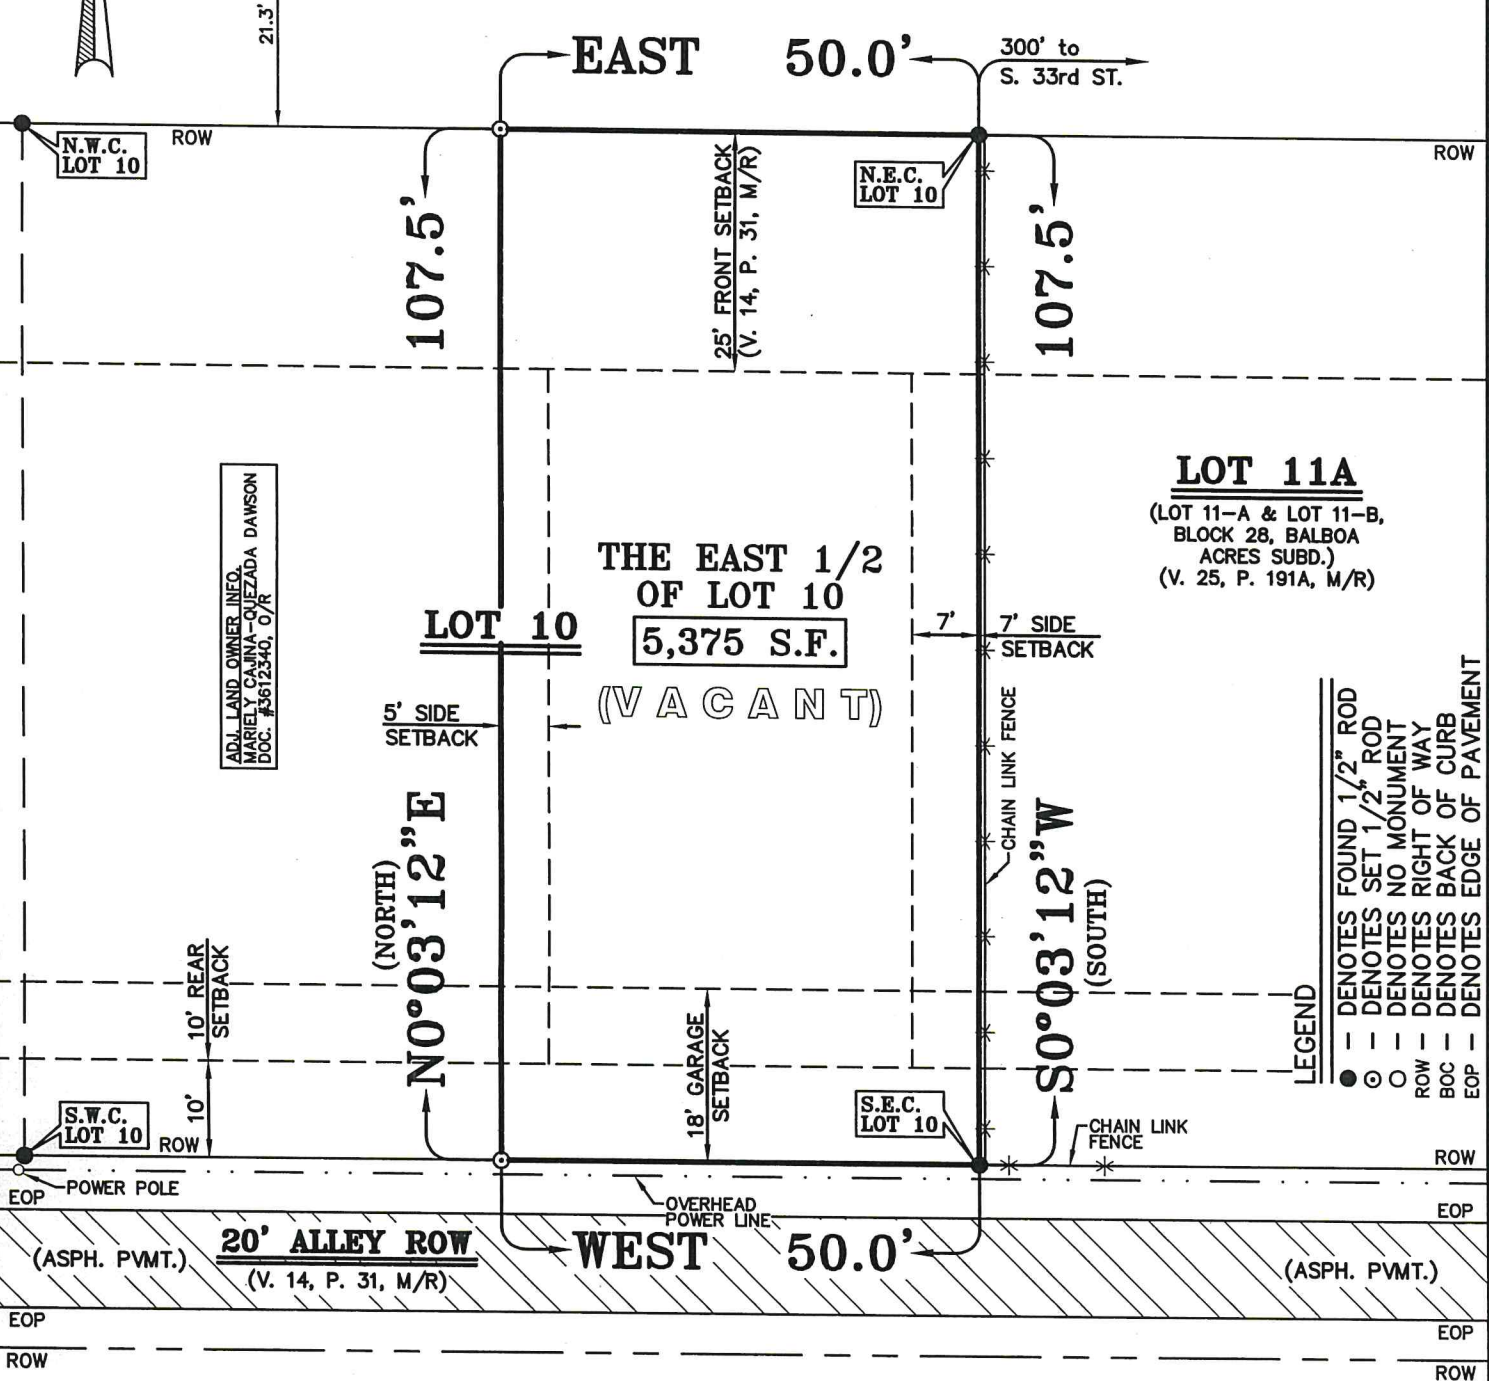 21.3'
EAST 50.0'
300' to
S. 33rd ST.
N.W.C.
LOT 10
ROW
N.E.C.
LOT 10
ROW
107.5'
25' FRONT SETBACK
(V. 14, P. 31, M/R)
107.5'
LOT 11A
(LOT 11-A & LOT 11-B,
BLOCK 28, BALBOA
ACRES SUBD.)
(V. 25, P. 191A, M/R)
ADJ. LAND OWNER INFO.
MARIELY CAJINA-QUEZADA DAWSON
DOC. #3612340, O/R
THE EAST 1/2
OF LOT 10
5,375 S.F.
(VACANT)
LOT 10
7'
7' SIDE
SETBACK
5' SIDE
SETBACK
CHAIN LINK FENCE
N0°03'12"E
(NORTH)
S0°03'12"W
(SOUTH)
10' REAR
SETBACK
10'
18' GARAGE
SETBACK
LEGEND
DENOTES FOUND 1/2" ROD
DENOTES SET 1/2" ROD
DENOTES NO MONUMENT
ROW — DENOTES RIGHT OF WAY
BOC — DENOTES BACK OF CURB
EOP — DENOTES EDGE OF PAVEMENT
S.W.C.
LOT 10
ROW
S.E.C.
LOT 10
CHAIN LINK
FENCE
ROW
POWER POLE
EOP
OVERHEAD
POWER LINE
EOP
20' ALLEY ROW
(V. 14, P. 31, M/R)
(ASPH. PVMT.)
WEST 50.0'
(ASPH. PVMT.)
EOP
EOP
ROW
ROW